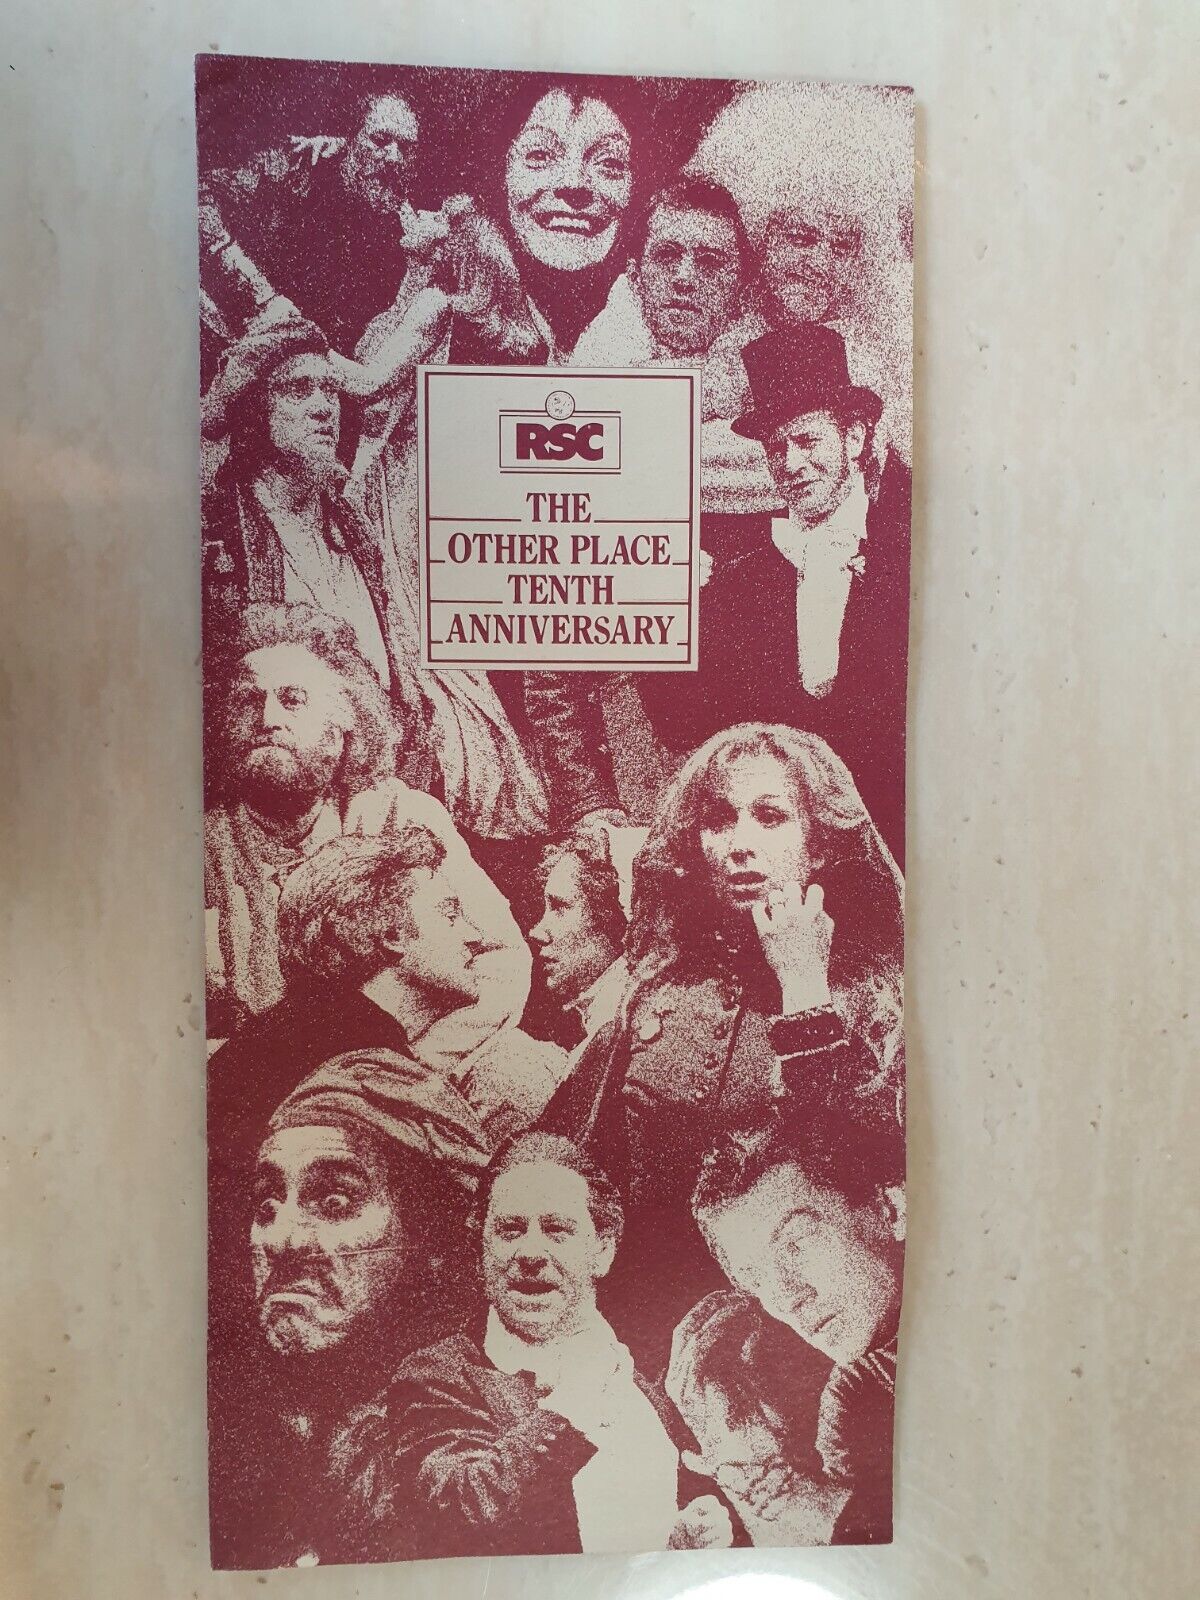 RSC
THE
OTHER PLACE
TENTH
ANNIVERSARY